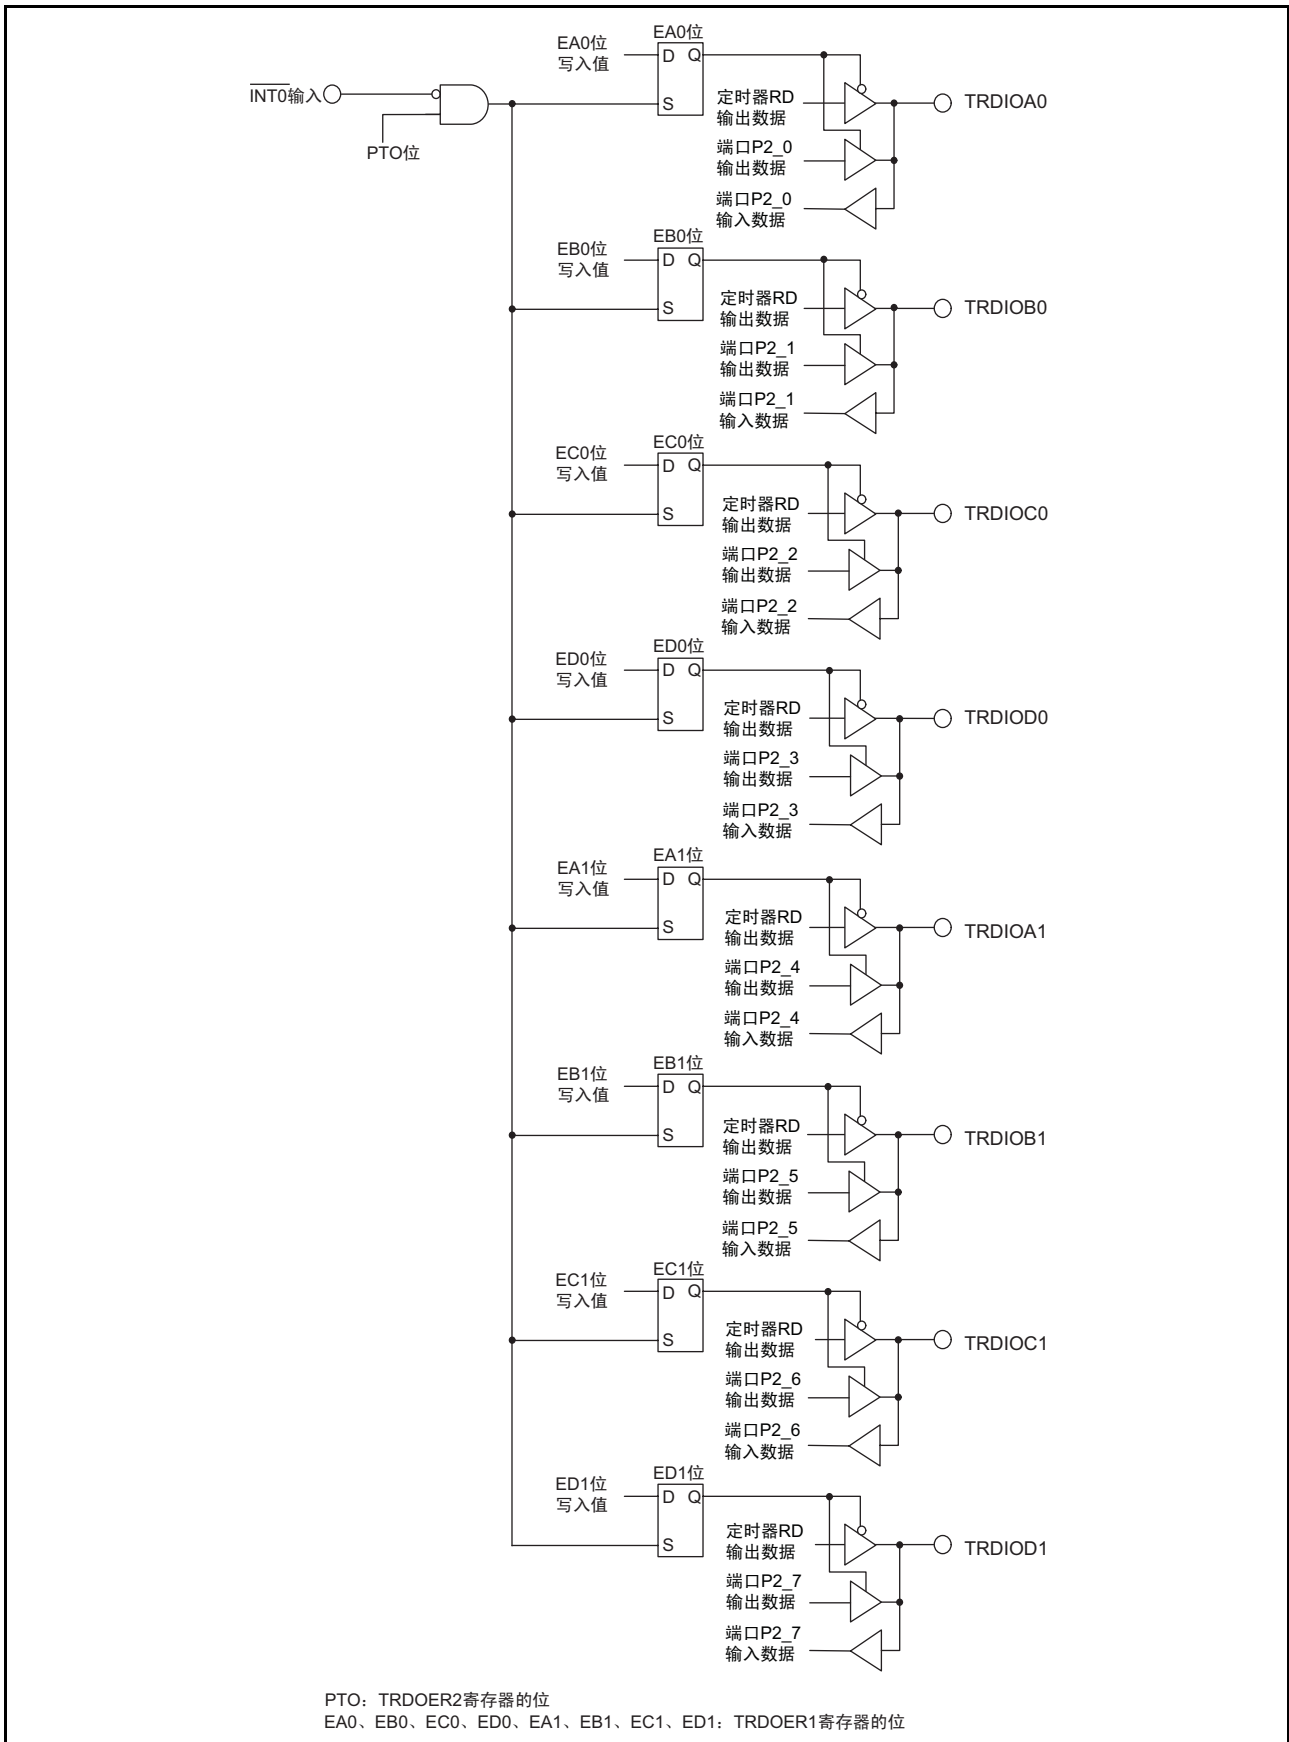 EA0位
EA0位
写入值
D Q
S
INT0输入
PTO位
定时器RD
输出数据
TRDIOA0
端口P2_0
输出数据
端口P2_0
输入数据
EB0位
EB0位
写入值
D Q
S
定时器RD
输出数据
TRDIOB0
端口P2_1
输出数据
端口P2_1
输入数据
EC0位
EC0位
写入值
D Q
S
定时器RD
输出数据
TRDIOC0
端口P2_2
输出数据
端口P2_2
输入数据
ED0位
ED0位
写入值
D Q
S
定时器RD
输出数据
TRDIOD0
端口P2_3
输出数据
端口P2_3
输入数据
EA1位
EA1位
写入值
D Q
S
定时器RD
输出数据
TRDIOA1
端口P2_4
输出数据
端口P2_4
输入数据
EB1位
EB1位
写入值
D Q
S
定时器RD
输出数据
TRDIOB1
端口P2_5
输出数据
端口P2_5
输入数据
EC1位
EC1位
写入值
D Q
S
定时器RD
输出数据
TRDIOC1
端口P2_6
输出数据
端口P2_6
输入数据
ED1位
ED1位
写入值
D Q
S
定时器RD
输出数据
TRDIOD1
端口P2_7
输出数据
端口P2_7
输入数据
PTO：TRDOER2寄存器的位
EA0、EB0、EC0、ED0、EA1、EB1、EC1、ED1：TRDOER1寄存器的位